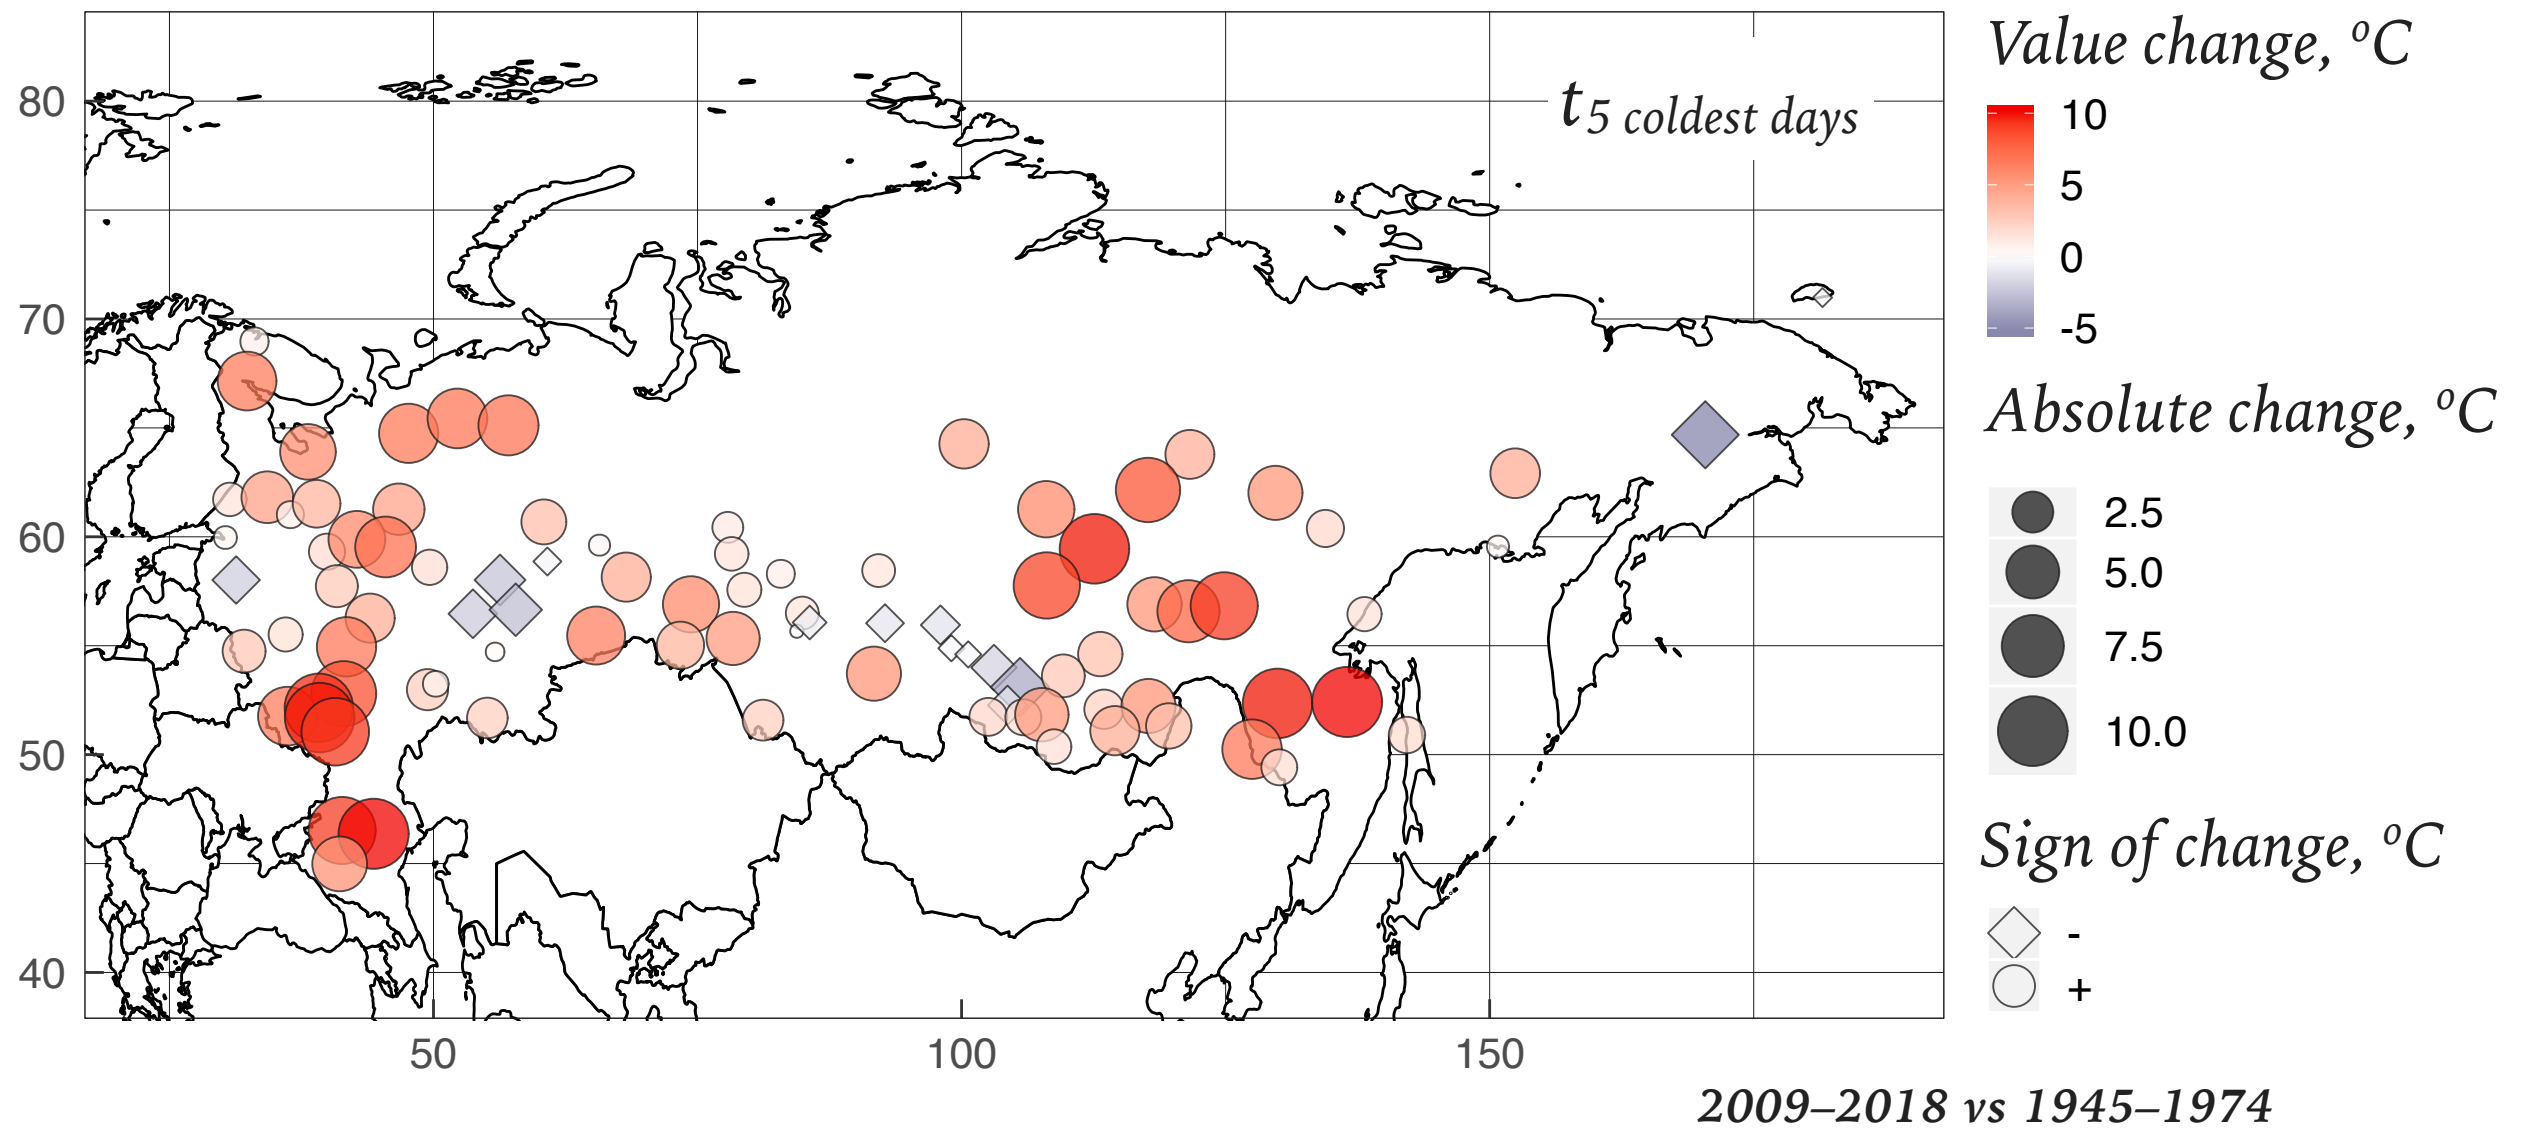 Value change, °C
80
t5 coldest days
10
5
0
-5
70
Absolute change, °C
2.5
60
5.0
7.5
50
10.0
Sign of change, °C
-
40
+
50 100 150
2009–2018 vs 1945–1974